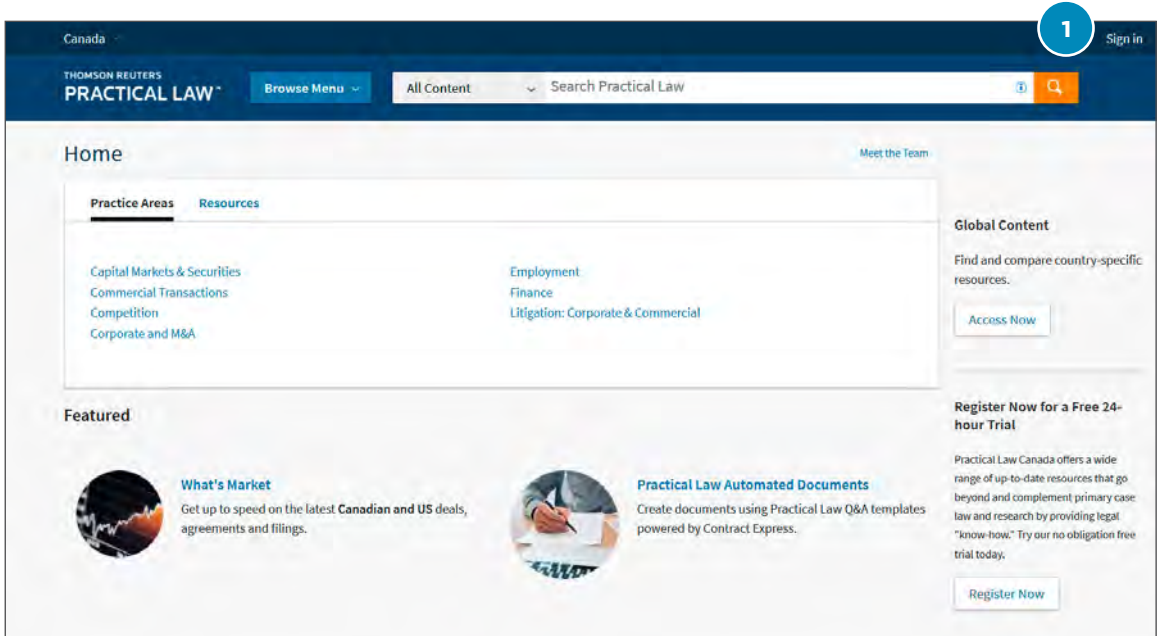 1
Canada
Sign in
THOMSON REUTERS
PRACTICAL LAW™
Browse Menu
All Content
Search Practical Law
Home
Meet the Team
Practice Areas
Resources
Capital Markets & Securities
Commercial Transactions
Competition
Corporate and M&A
Employment
Finance
Litigation: Corporate & Commercial
Global Content
Find and compare country-specific
resources.
Access Now
Featured
What's Market
Get up to speed on the latest Canadian and US deals,
agreements and filings.
Practical Law Automated Documents
Create documents using Practical Law Q&A templates
powered by Contract Express.
Register Now for a Free 24-
hour Trial
Practical Law Canada offers a wide
range of up-to-date resources that go
beyond and complement primary case
law and research by providing legal
"know-how." Try our no obligation free
trial today.
Register Now